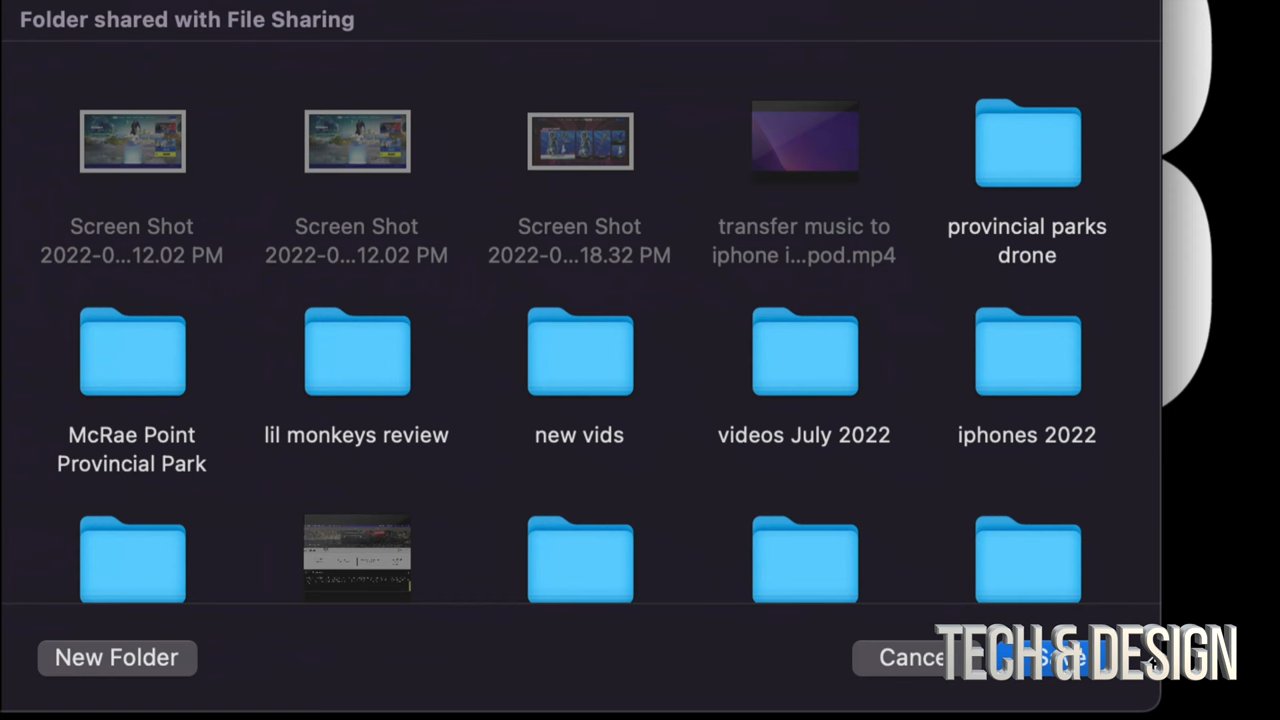 Folder shared with File Sharing
Screen Shot
2022-0...12.02 PM
Screen Shot
2022-0...12.02 PM
Screen Shot
2022-0...18.32 PM
transfer music to
iphone i...pod.mp4
provincial parks
drone
McRae Point
Provincial Park
lil monkeys review
new vids
videos July 2022
iphones 2022
New Folder
Cance
Save
TECH & DESIGN